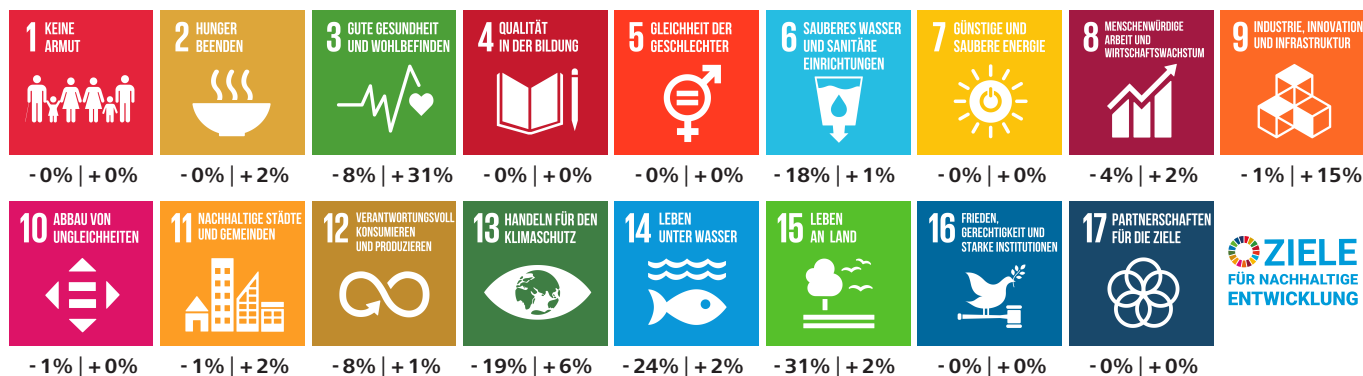 1 KEINE
ARMUT
2 HUNGER
BEENDEN
3 GUTE GESUNDHEIT
UND WOHLBEFINDEN
4 QUALITÄT
IN DER BILDUNG
5 GLEICHHEIT DER
GESCHLECHTER
6 SAUBERES WASSER
UND SANITÄRE
EINRICHTUNGEN
7 GÜNSTIGE UND
SAUBERE ENERGIE
8 MENSCHENWÜRDIGE
ARBEIT UND
WIRTSCHAFTSWACHSTUM
9 INDUSTRIE, INNOVATION
UND INFRASTRUKTUR
-0% | +0%
-0% | +2%
-8% | +31%
-0% | +0%
-0% | +0%
-18% | +1%
-0% | +0%
-4% | +2%
-1% | +15%
10 ABBAU VON
UNGLEICHHEITEN
11 NACHHALTIGE STÄDTE
UND GEMEINDEN
12 VERANTWORTUNGSVOLL
KONSUMIEREN
UND PRODUZIEREN
13 HANDELN FÜR DEN
KLIMASCHUTZ
14 LEBEN
UNTER WASSER
15 LEBEN
AN LAND
16 FRIEDEN,
GERECHTIGKEIT UND
STARKE INSTITUTIONEN
17 PARTNERSCHAFTEN
FÜR DIE ZIELE
ZIELE
FÜR NACHHALTIGE
ENTWICKLUNG
-1% | +0%
-1% | +2%
-8% | +1%
-19% | +6%
-24% | +2%
-31% | +2%
-0% | +0%
-0% | +0%